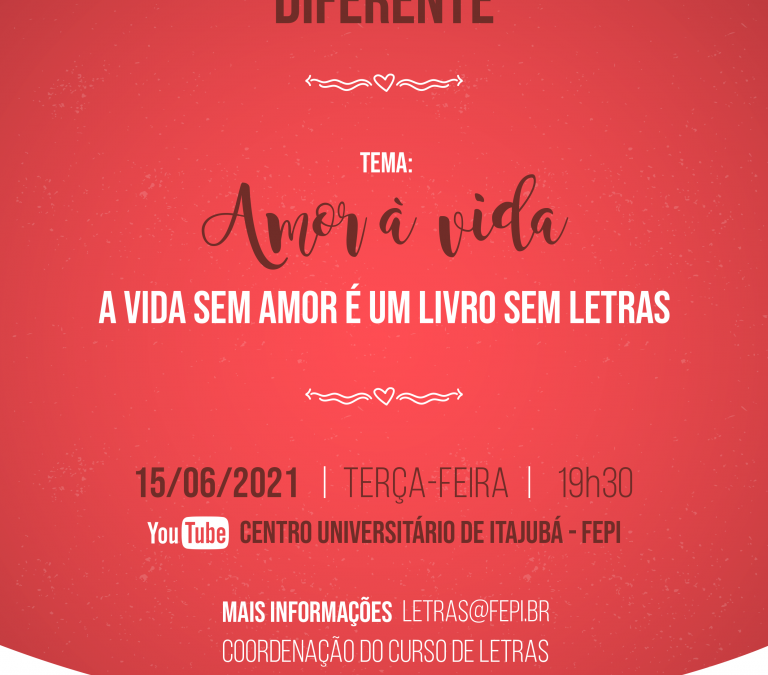 DIFERENTE
TEMA:
Amor à vida
A VIDA SEM AMOR É UM LIVRO SEM LETRAS
15/06/2021 | TERÇA-FEIRA | 19h30
YouTube CENTRO UNIVERSITÁRIO DE ITAJUBÁ - FEPI
MAIS INFORMAÇÕES LETRAS@FEPI.BR
COORDENAÇÃO DO CURSO DE LETRAS